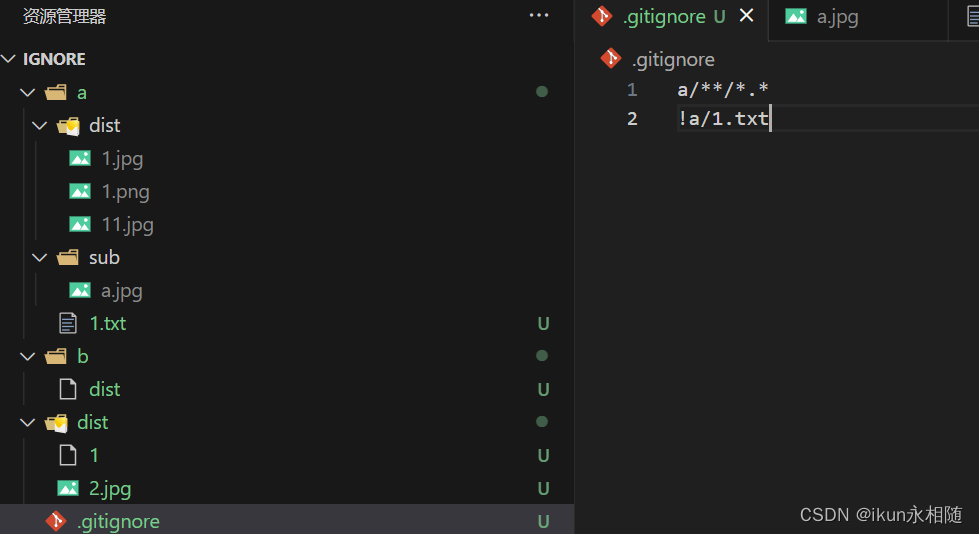 资源管理器
IGNORE
a
dist
1.jpg
1.png
11.jpg
sub
a.jpg
1.txt U
b
dist U
dist
1 U
2.jpg U
.gitignore U
.gitignore U a.jpg
.gitignore
1 a/**/*.*
2 !a/1.txt
CSDN @ikun永相随